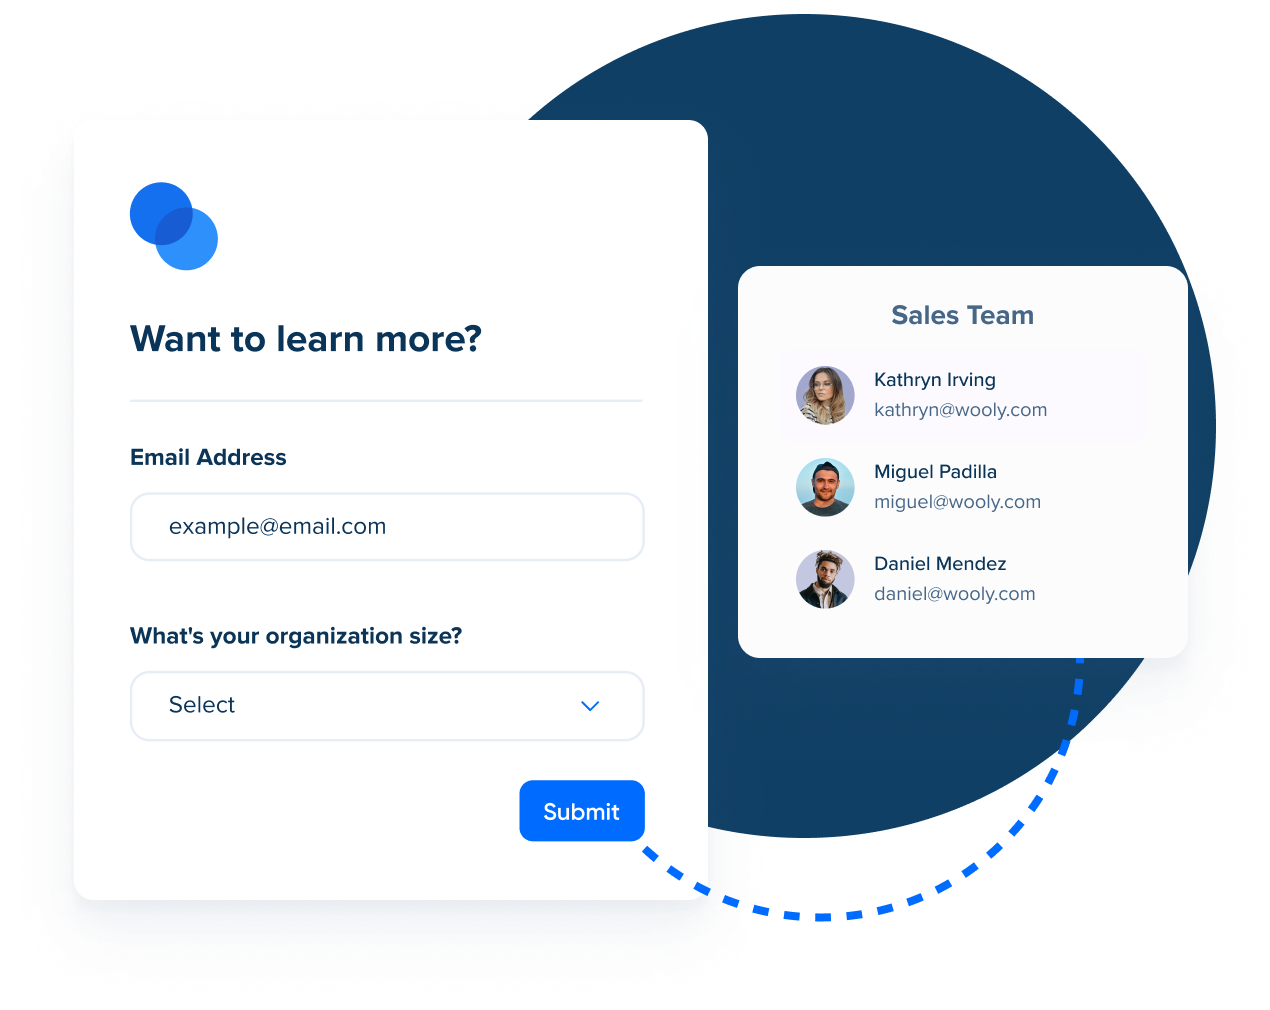 Want to learn more?
Email Address
example@email.com
What's your organization size?
Select
Submit
Sales Team
Kathryn Irving
kathryn@wooly.com
Miguel Padilla
miguel@wooly.com
Daniel Mendez
daniel@wooly.com